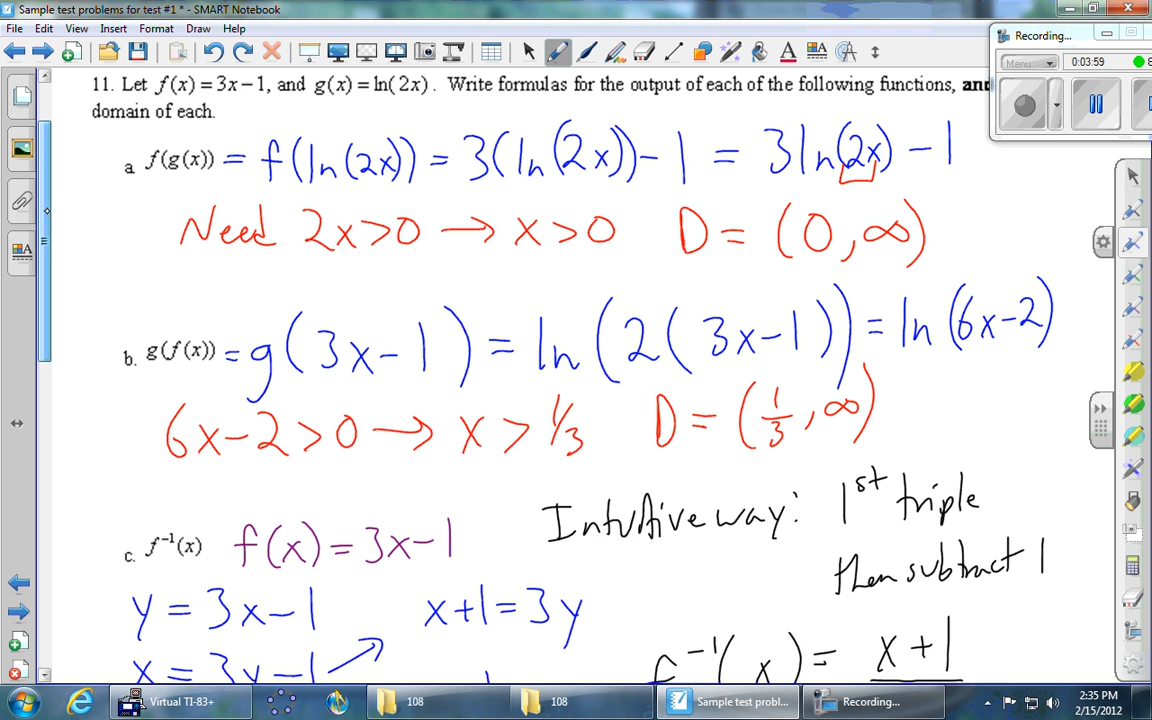 Sample test problems for test #1 * - SMART Notebook
File Edit View Insert Format Draw Help
Recording...
Menu
0:03:59
11. Let f(x) = 3x − 1, and g(x) = ln(2x). Write formulas for the output of each of the following functions, and
domain of each.
a f(g(x)) = f(ln(2x)) = 3(ln(2x)) − 1 = 3ln(2x) − 1
Need 2x > 0 → x > 0 D = (0, ∞)
b. g(f(x)) = g(3x − 1) = ln(2(3x − 1)) = ln(6x − 2)
6x − 2 > 0 → x > 1/3 D = (1/3, ∞)
Intuitive way: 1st triple
then subtract 1
c. f⁻¹(x) f(x) = 3x − 1
y = 3x − 1 x + 1 = 3y
x = 3y − 1
f⁻¹(x) = x + 1
Virtual TI-83+
108
108
Sample test probl...
Recording...
2:35 PM
2/15/2012